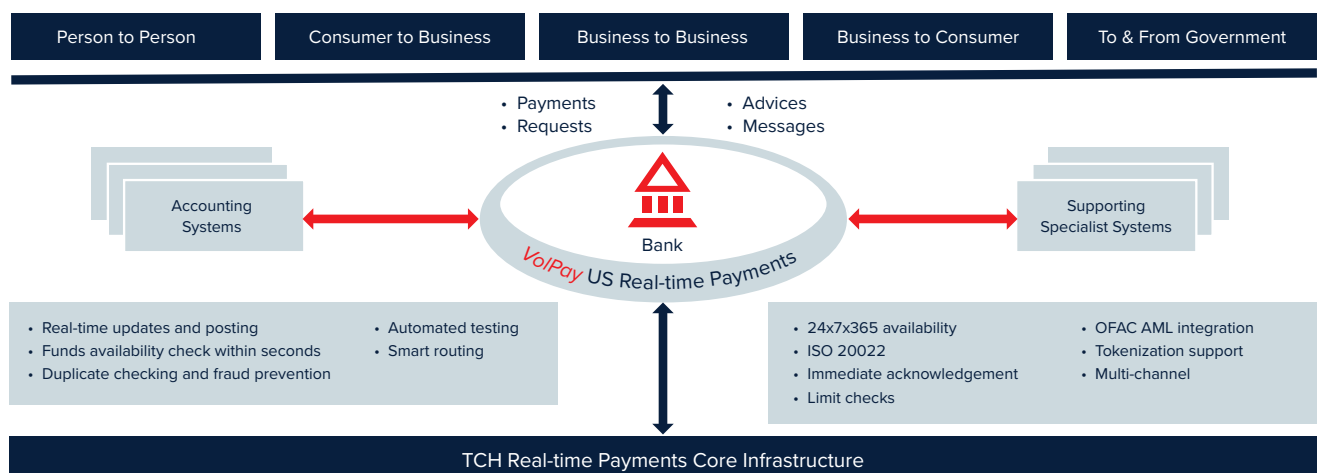 Person to Person
Consumer to Business
Business to Business
Business to Consumer
To & From Government
• Payments
• Requests
• Advices
• Messages
Accounting
Systems
Bank
VolPay US Real-time Payments
Supporting
Specialist Systems
• Real-time updates and posting
• Funds availability check within seconds
• Duplicate checking and fraud prevention
• Automated testing
• Smart routing
• 24x7x365 availability
• ISO 20022
• Immediate acknowledgement
• Limit checks
• OFAC AML integration
• Tokenization support
• Multi-channel
TCH Real-time Payments Core Infrastructure